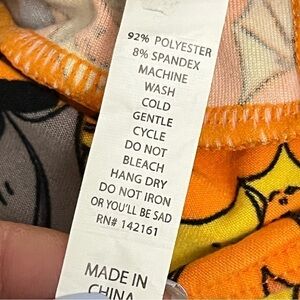 92% POLYESTER
8% SPANDEX
MACHINE
WASH
COLD
GENTLE
CYCLE
DO NOT
BLEACH
HANG DRY
DO NOT IRON
OR YOU'LL BE SAD
RN# 142161
MADE IN
CHINA